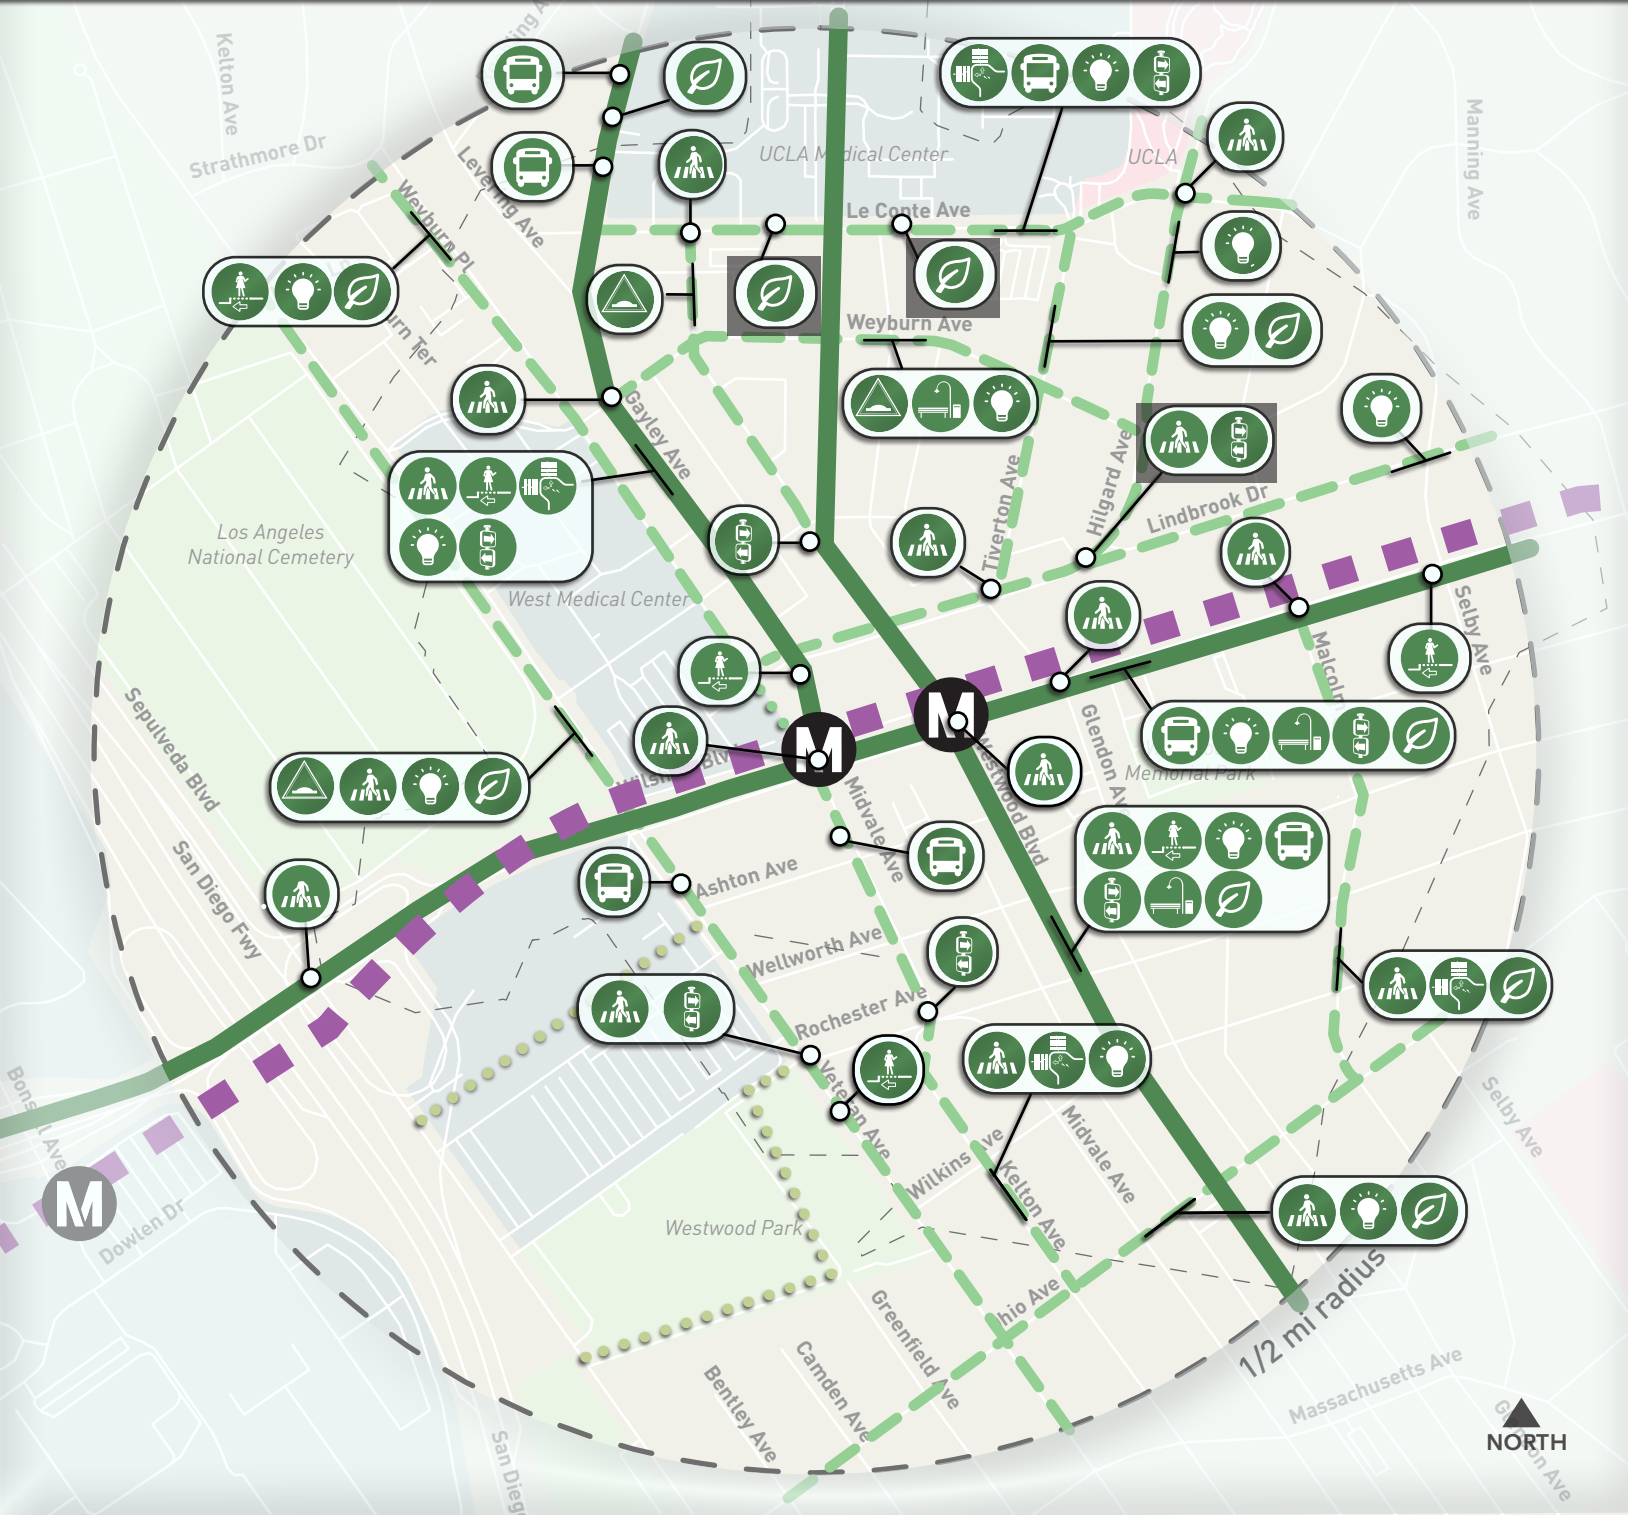 Kelton Ave
Strathmore Dr
Levering Ave
Weyburn Pl
UCLA Medical Center
UCLA
Manning Ave
Le Conte Ave
Weyburn Ave
Gayley Ave
Tiverton Ave
Hilgard Ave
Lindbrook Dr
Los Angeles
National Cemetery
West Medical Center
Selby Ave
Sepulveda Blvd
San Diego Fwy
M
M
Midvale Ave
Westwood Blvd
Memorial Park
Ashton Ave
Wellworth Ave
Rochester Ave
Veteran Ave
Wilkins Ave
Kelton Ave
Midvale Ave
Selby Ave
M
Dowlen Dr
Westwood Park
Greenfield Ave
Camden Ave
Bentley Ave
1/2 mi radius
Massachusetts Ave
NORTH